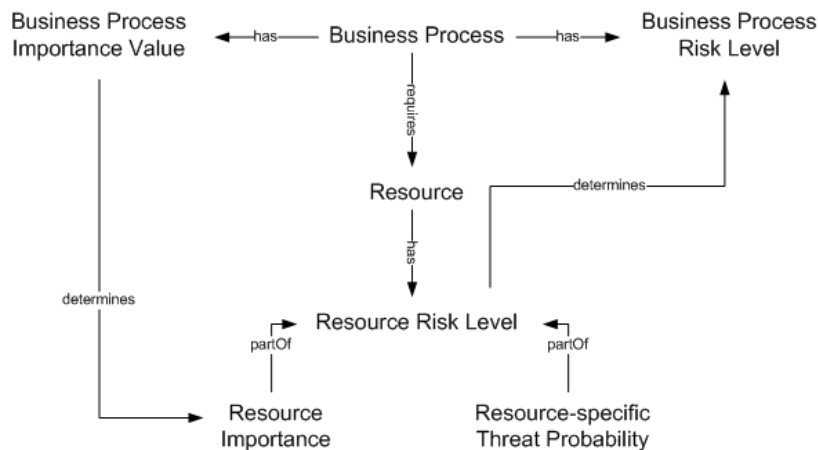 Business Process
Importance Value
has
Business Process
has
Business Process
Risk Level
requires
Resource
determines
has
determines
Resource Risk Level
partOf
partOf
Resource
Importance
Resource-specific
Threat Probability